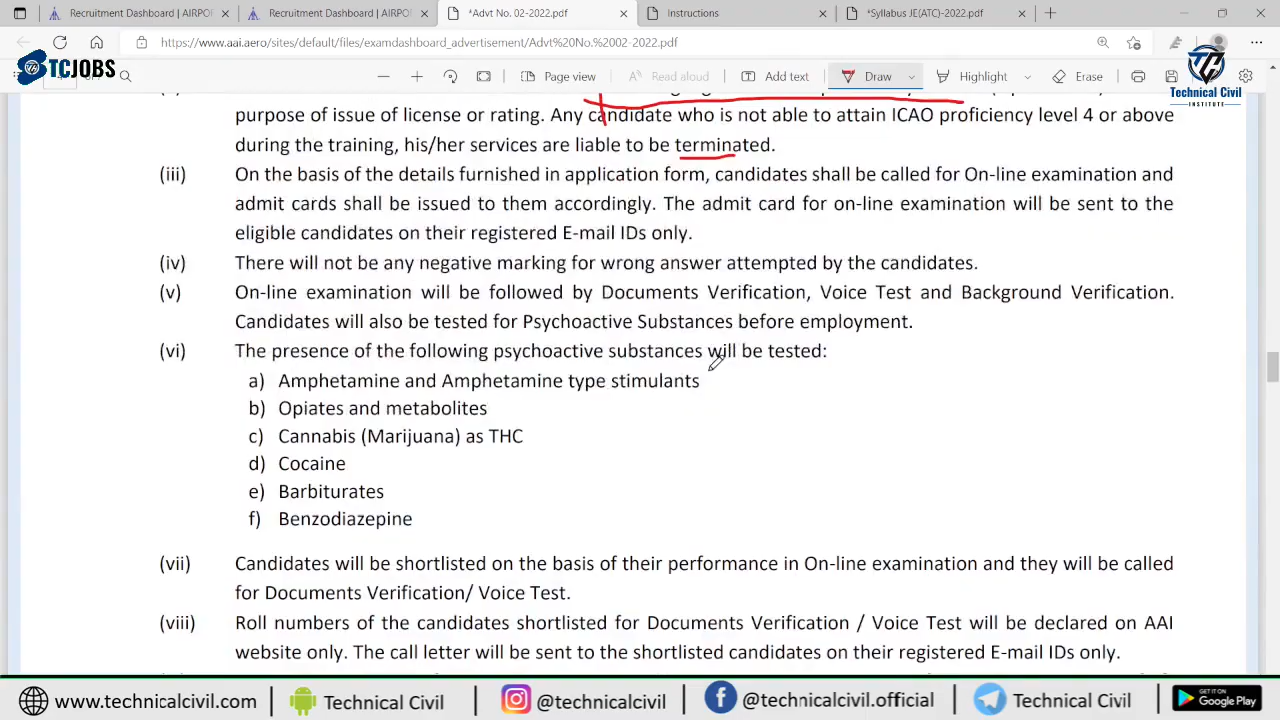 Recruitment Dashboard | AIRPOR
Recruitment Dashboard | AIRPO
*Advt No. 02-2022.pdf
Instructions
*Syllabus JE(ATC)-2022.pdf
https://www.aai.aero/sites/default/files/examdashboard_advertisement/Advt%20No.%2002-2022.pdf
TCJOBS
Page view
Read aloud
Add text
Draw
Highlight
Erase
TH
Technical Civil
INSTITUTE
purpose of issue of license or rating. Any candidate who is not able to attain ICAO proficiency level 4 or above
during the training, his/her services are liable to be terminated.
(iii) On the basis of the details furnished in application form, candidates shall be called for On-line examination and
admit cards shall be issued to them accordingly. The admit card for on-line examination will be sent to the
eligible candidates on their registered E-mail IDs only.
(iv) There will not be any negative marking for wrong answer attempted by the candidates.
(v) On-line examination will be followed by Documents Verification, Voice Test and Background Verification.
Candidates will also be tested for Psychoactive Substances before employment.
(vi) The presence of the following psychoactive substances will be tested:
a) Amphetamine and Amphetamine type stimulants
b) Opiates and metabolites
c) Cannabis (Marijuana) as THC
d) Cocaine
e) Barbiturates
f) Benzodiazepine
(vii) Candidates will be shortlisted on the basis of their performance in On-line examination and they will be called
for Documents Verification/ Voice Test.
(viii) Roll numbers of the candidates shortlisted for Documents Verification / Voice Test will be declared on AAI
website only. The call letter will be sent to the shortlisted candidates on their registered E-mail IDs only.
www.technicalcivil.com
Technical Civil
@technicalcivil
@technicalcivil.official
Technical Civil
GET IT ON
Google Play